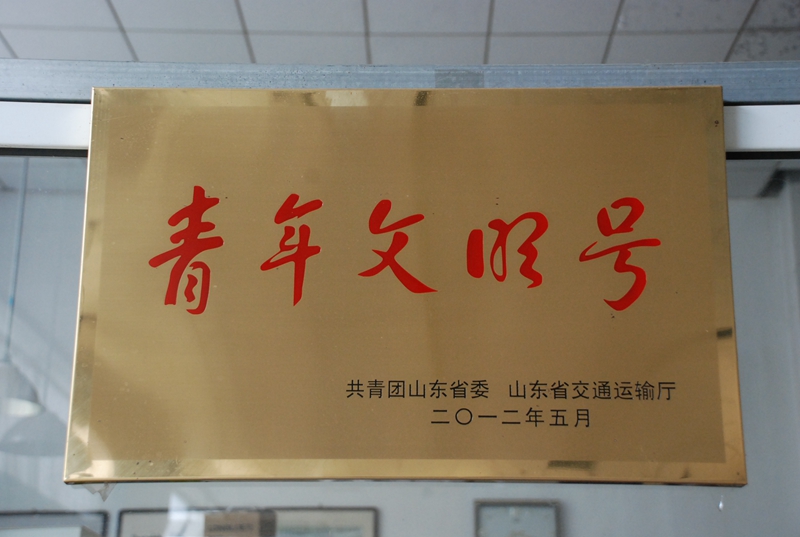 青年文明号
共青团山东省委 山东省交通运输厅
二〇一二年五月